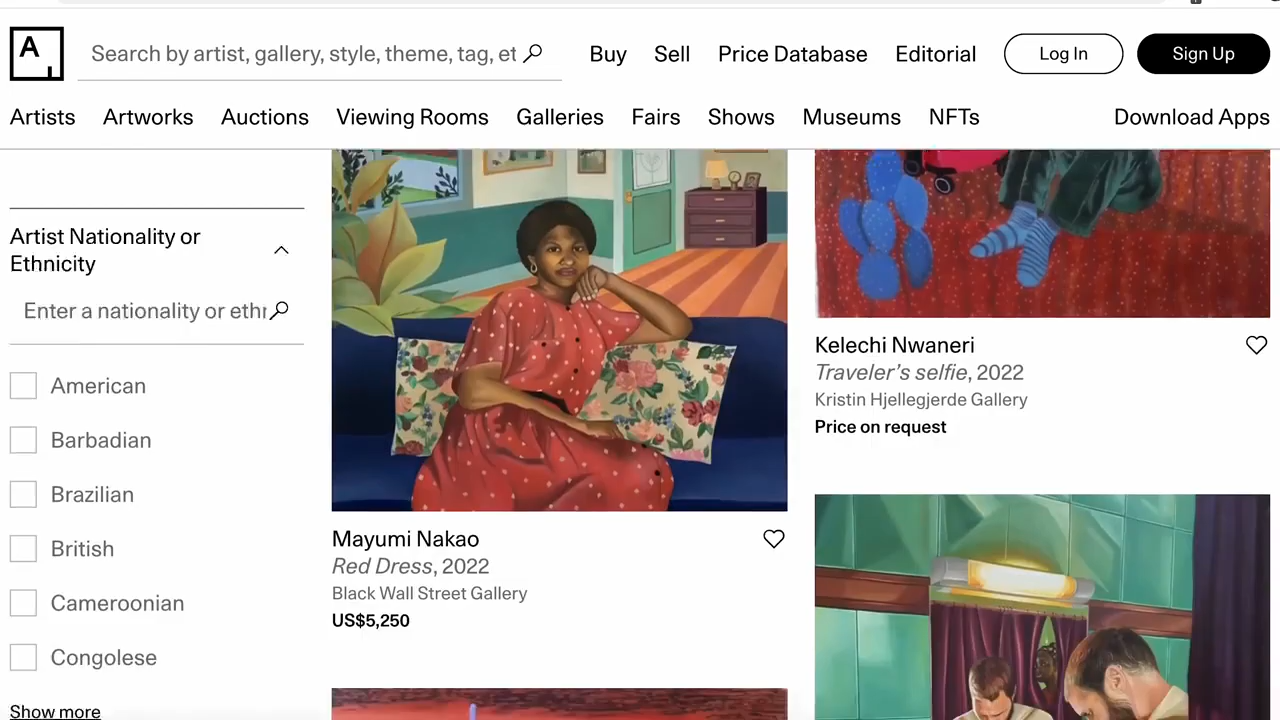 A
Search by artist, gallery, style, theme, tag, et
Buy
Sell
Price Database
Editorial
Log In
Sign Up
Artists
Artworks
Auctions
Viewing Rooms
Galleries
Fairs
Shows
Museums
NFTs
Download Apps
Artist Nationality or
Ethnicity
Enter a nationality or ethr
American
Barbadian
Brazilian
British
Cameroonian
Congolese
Show more
Mayumi Nakao
Red Dress, 2022
Black Wall Street Gallery
US$5,250
Kelechi Nwaneri
Traveler’s selfie, 2022
Kristin Hjellegjerde Gallery
Price on request